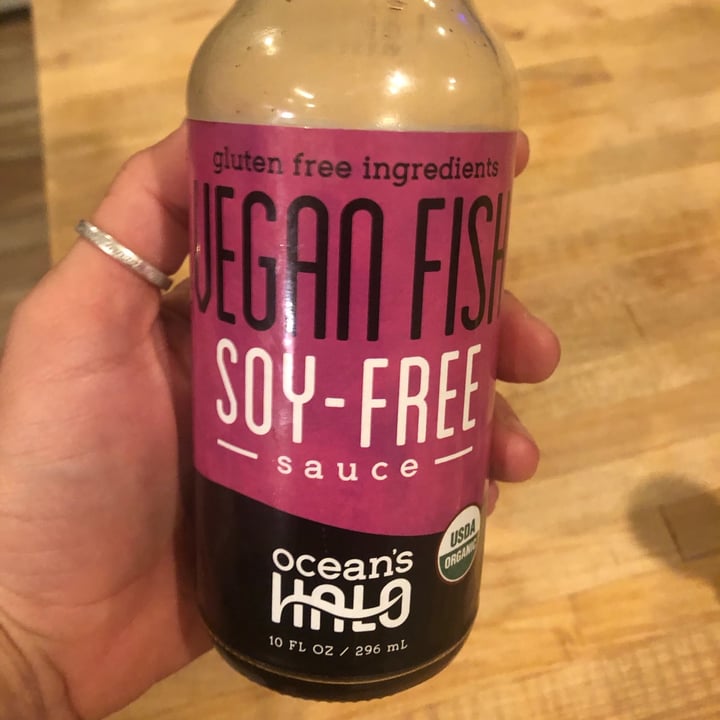 gluten free ingredients
VEGAN FISH
SOY-FREE
sauce
USDA
ORGANIC
ocean's
HALO
10 FL OZ / 296 mL